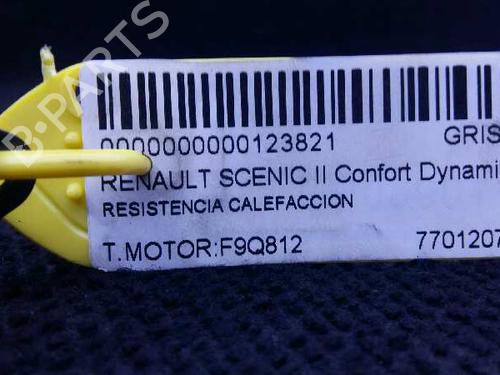 B-PARTS
0000000000123821 GRIS
RENAULT SCENIC II Confort Dynami
RESISTENCIA CALEFACCION
T.MOTOR:F9Q812 7701207